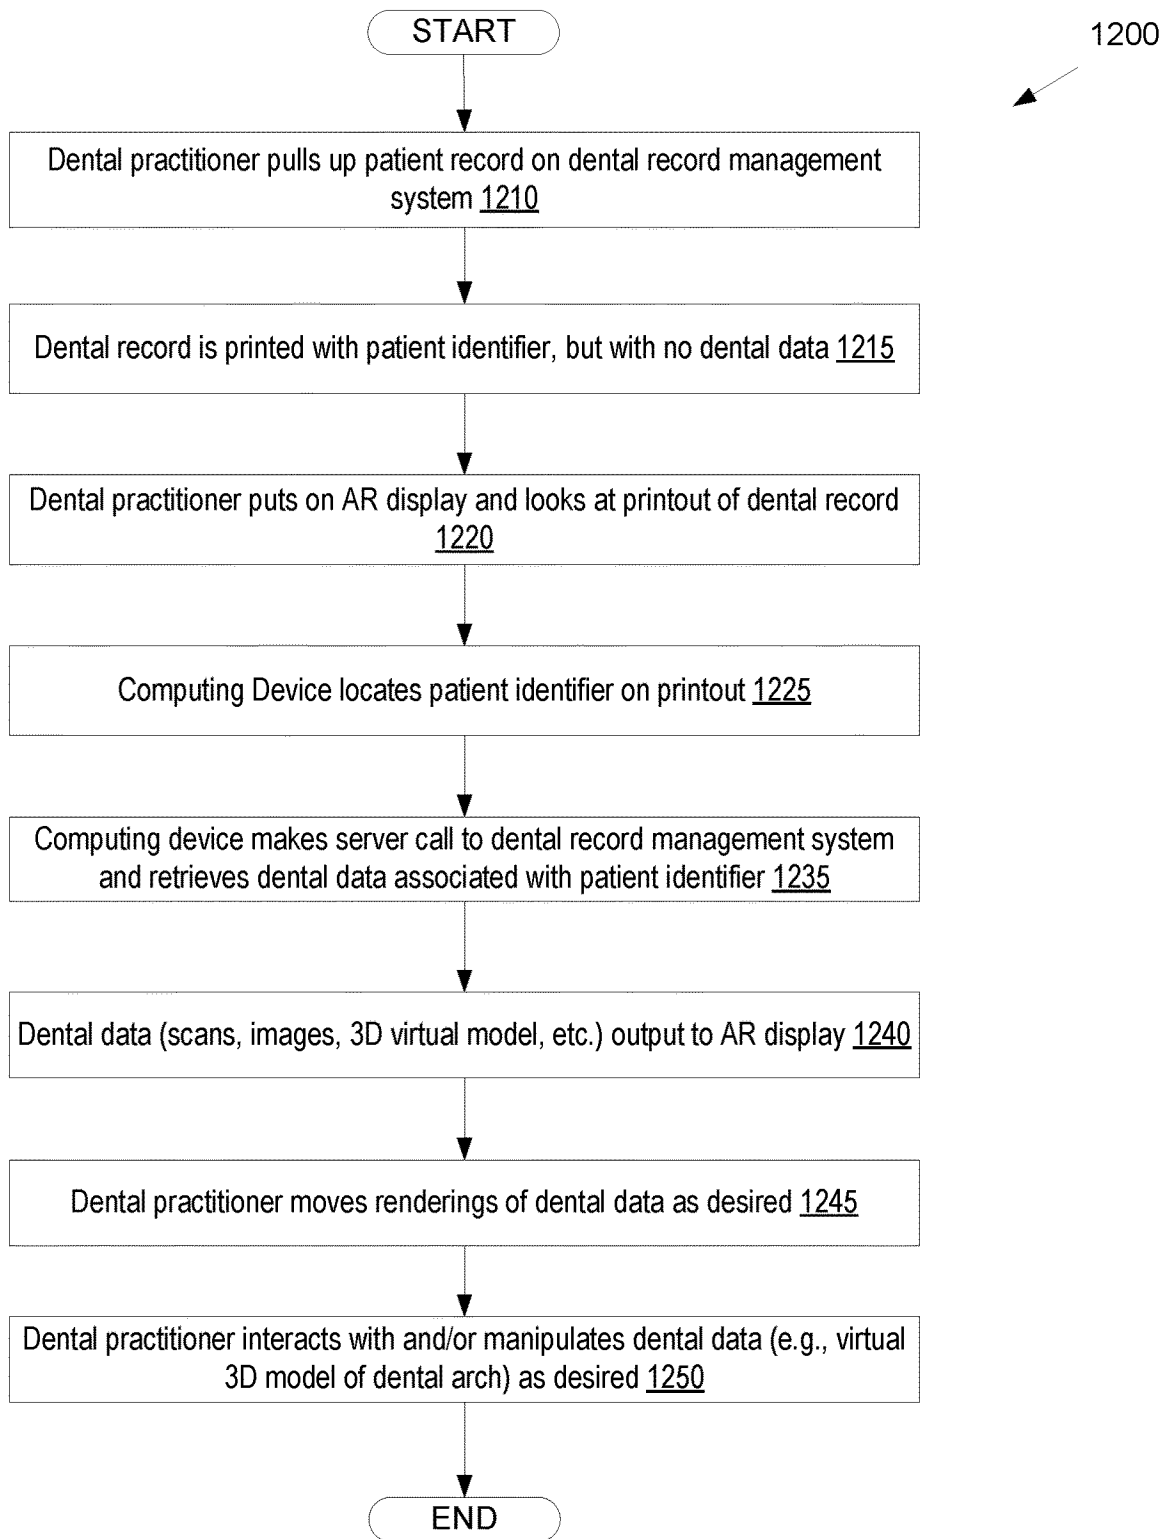 START
1200
Dental practitioner pulls up patient record on dental record management
system 1210
Dental record is printed with patient identifier, but with no dental data 1215
Dental practitioner puts on AR display and looks at printout of dental record
1220
Computing Device locates patient identifier on printout 1225
Computing device makes server call to dental record management system
and retrieves dental data associated with patient identifier 1235
Dental data (scans, images, 3D virtual model, etc.) output to AR display 1240
Dental practitioner moves renderings of dental data as desired 1245
Dental practitioner interacts with and/or manipulates dental data (e.g., virtual
3D model of dental arch) as desired 1250
END